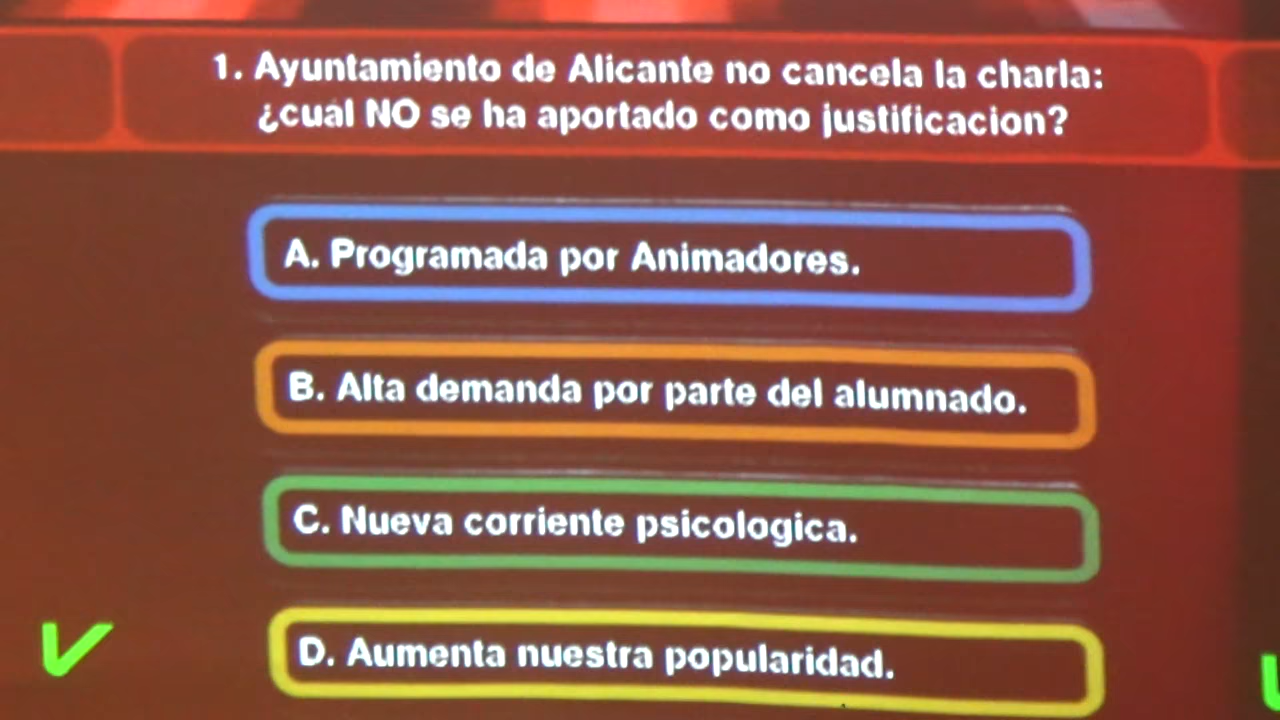 1. Ayuntamiento de Alicante no cancela la charla:
¿cual NO se ha aportado como justificacion?
A. Programada por Animadores.
B. Alta demanda por parte del alumnado.
C. Nueva corriente psicologica.
D. Aumenta nuestra popularidad.